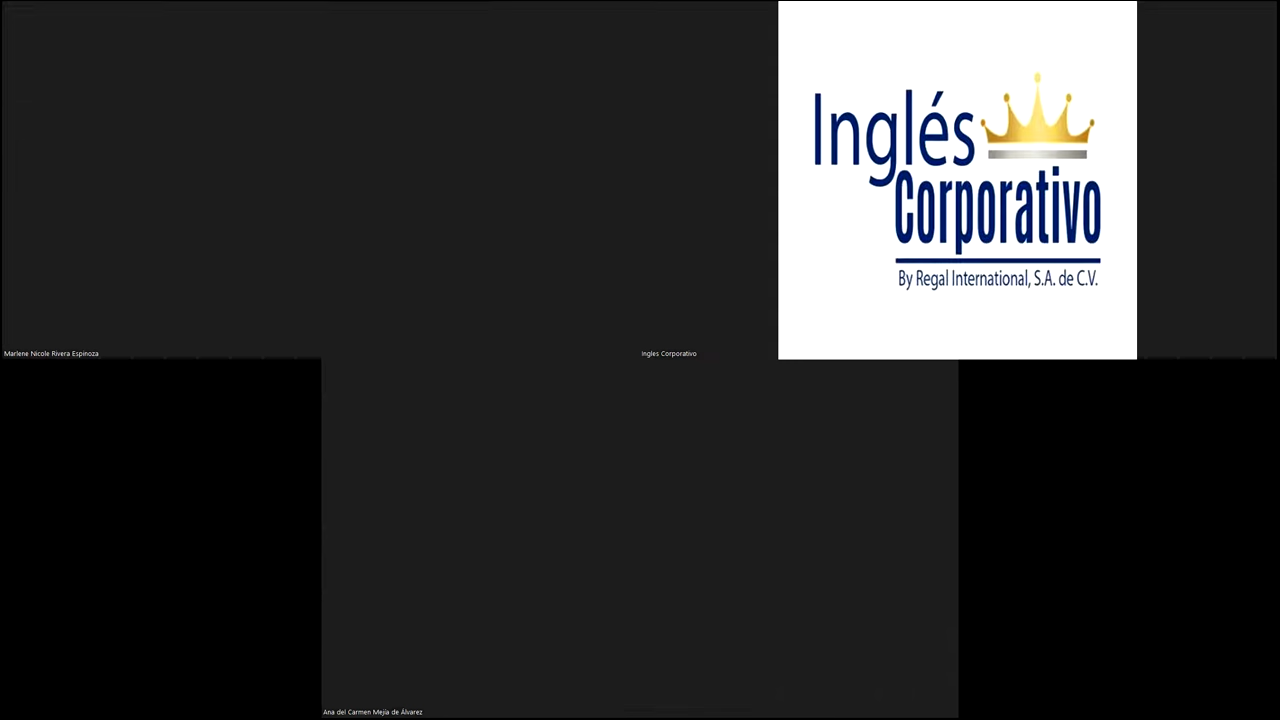 Inglés
Corporativo
By Regal International, S.A. de C.V.
Marlene Nicole Rivera Espinoza
Ingles Corporativo
Ana del Carmen Mejía de Álvarez